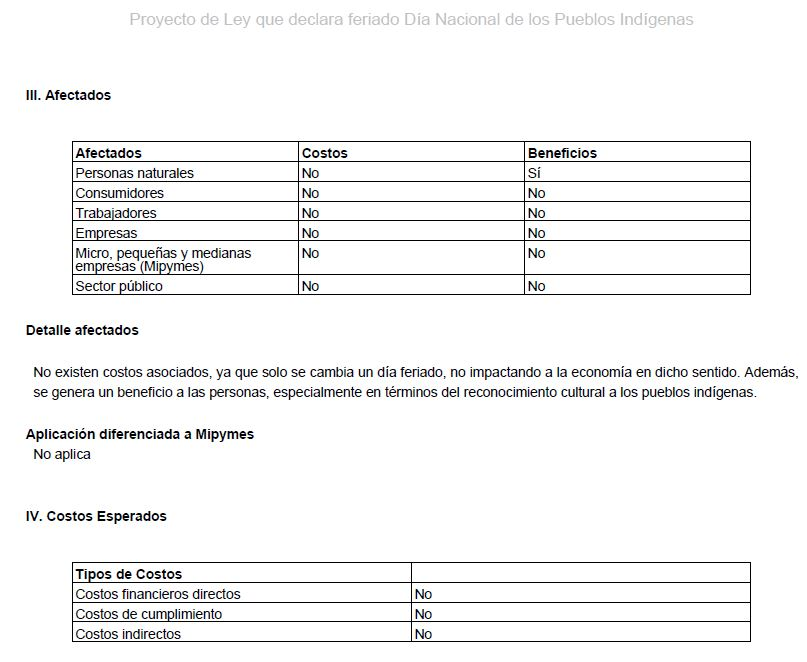 Proyecto de Ley que declara feriado Día Nacional de los Pueblos Indígenas
III. Afectados
Afectados Costos Beneficios
Personas naturales No Sí
Consumidores No No
Trabajadores No No
Empresas No No
Micro, pequeñas y medianas No No
empresas (Mipymes)
Sector público No No
Detalle afectados
No existen costos asociados, ya que solo se cambia un día feriado, no impactando a la economía en dicho sentido. Además,
se genera un beneficio a las personas, especialmente en términos del reconocimiento cultural a los pueblos indígenas.
Aplicación diferenciada a Mipymes
No aplica
IV. Costos Esperados
Tipos de Costos
Costos financieros directos No
Costos de cumplimiento No
Costos indirectos No